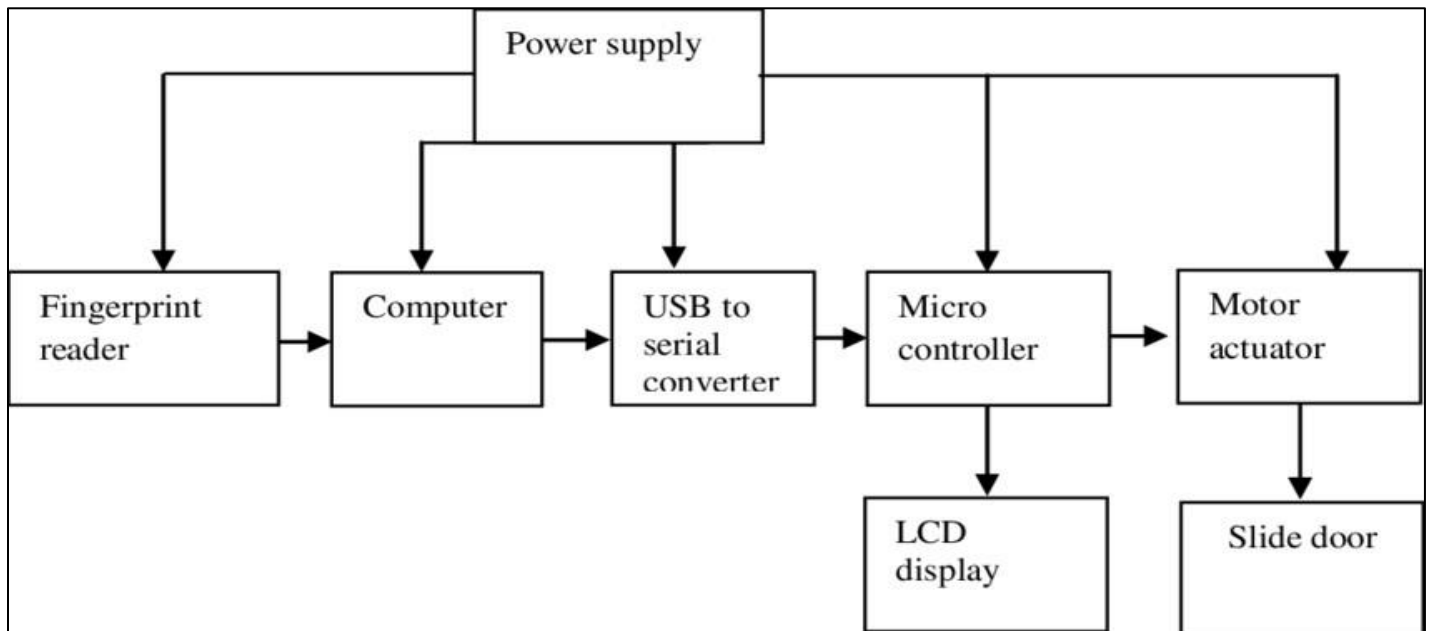 Power supply
Fingerprint
reader
Computer
USB to
serial
converter
Micro
controller
Motor
actuator
LCD
display
Slide door